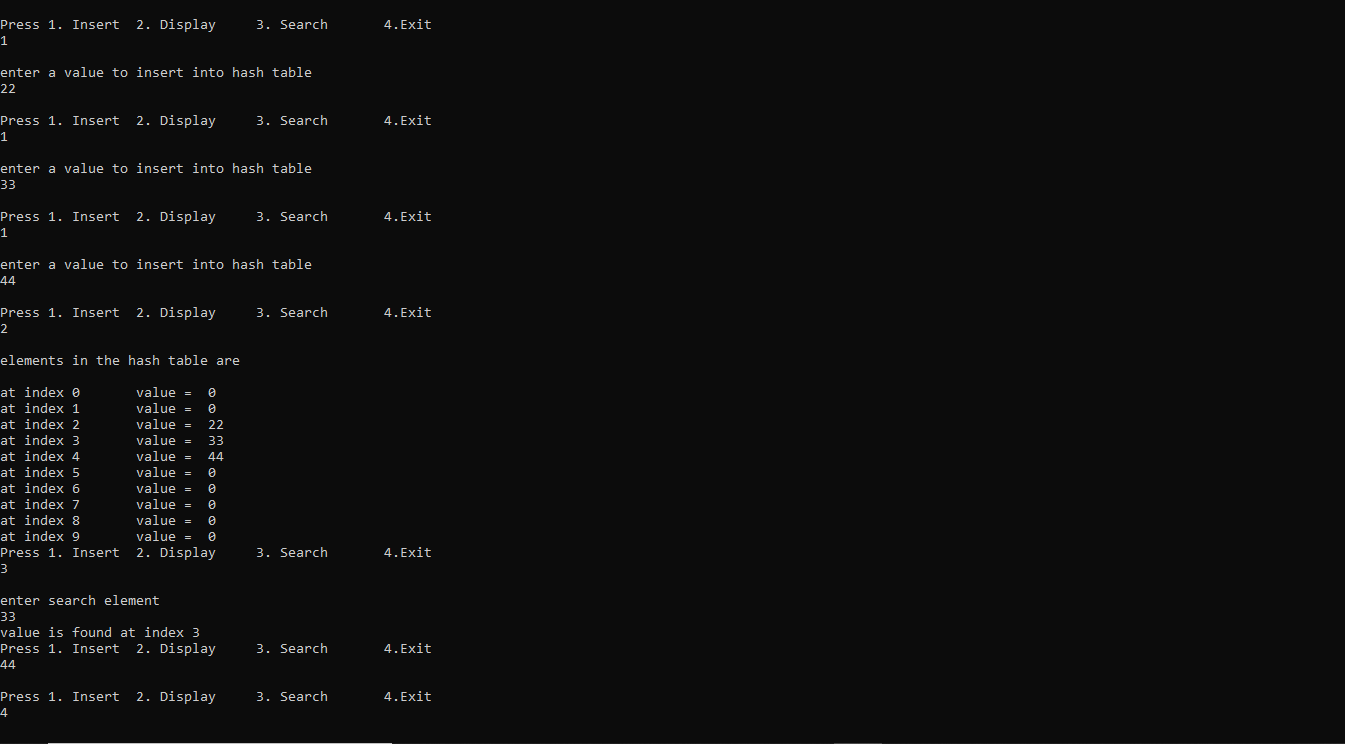 Press 1. Insert  2. Display     3. Search       4.Exit
1
enter a value to insert into hash table
22
Press 1. Insert  2. Display     3. Search       4.Exit
1
enter a value to insert into hash table
33
Press 1. Insert  2. Display     3. Search       4.Exit
1
enter a value to insert into hash table
44
Press 1. Insert  2. Display     3. Search       4.Exit
2
elements in the hash table are
at index 0       value =  0
at index 1       value =  0
at index 2       value =  22
at index 3       value =  33
at index 4       value =  44
at index 5       value =  0
at index 6       value =  0
at index 7       value =  0
at index 8       value =  0
at index 9       value =  0
Press 1. Insert  2. Display     3. Search       4.Exit
3
enter search element
33
value is found at index 3
Press 1. Insert  2. Display     3. Search       4.Exit
44
Press 1. Insert  2. Display     3. Search       4.Exit
4